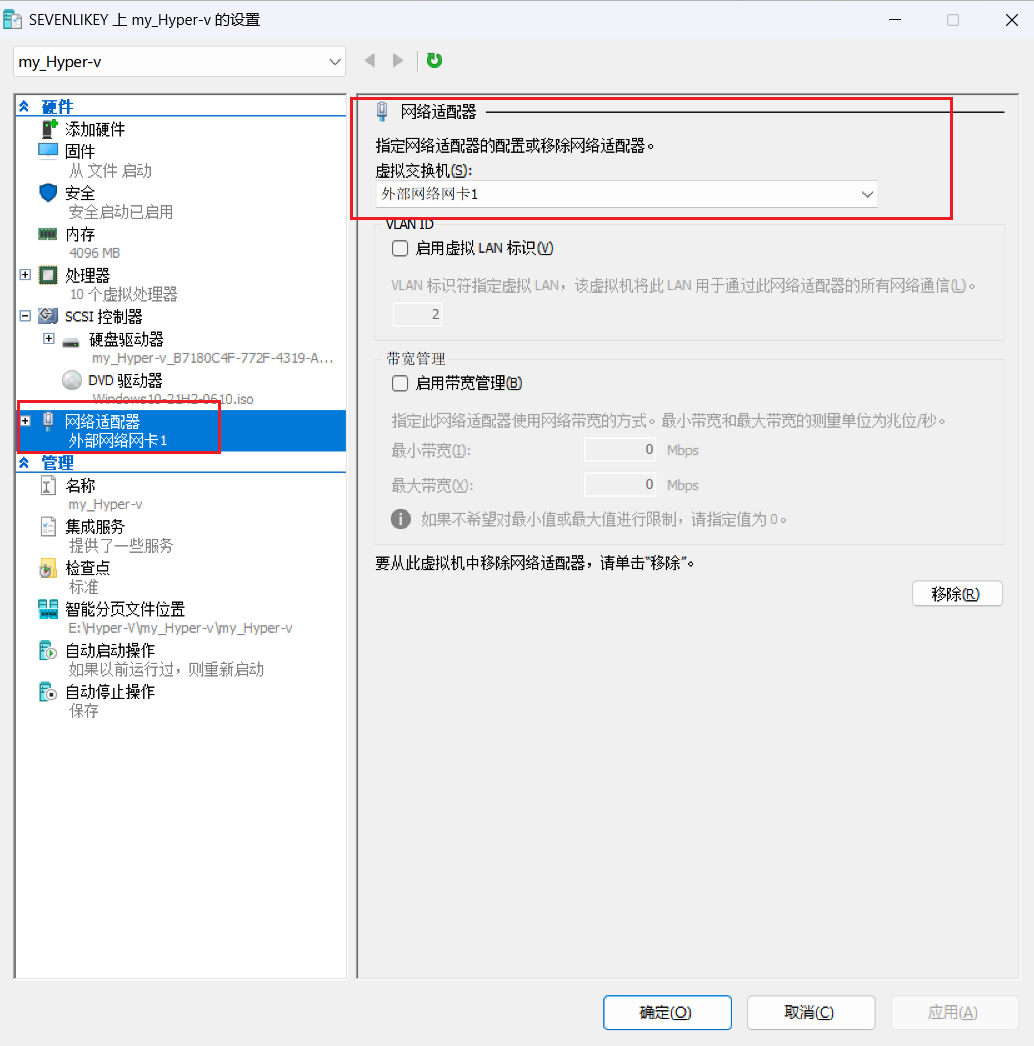 SEVENLIKEY 上 my_Hyper-v 的设置
my_Hyper-v
硬件
添加硬件
固件
从 文件 启动
安全
安全启动已启用
内存
4096 MB
处理器
10 个虚拟处理器
SCSI 控制器
硬盘驱动器
my_Hyper-v_B7180C4F-772F-4319-A...
DVD 驱动器
Windows10-21H2-0610.iso
网络适配器
外部网络网卡1
管理
名称
my_Hyper-v
集成服务
提供了一些服务
检查点
标准
智能分页文件位置
E:\Hyper-V\my_Hyper-v\my_Hyper-v
自动启动操作
如果以前运行过，则重新启动
自动停止操作
保存
网络适配器
指定网络适配器的配置或移除网络适配器。
虚拟交换机(S):
外部网络网卡1
VLAN ID
启用虚拟 LAN 标识(V)
VLAN 标识符指定虚拟 LAN，该虚拟机将此 LAN 用于通过此网络适配器的所有网络通信(L)。
2
带宽管理
启用带宽管理(B)
指定此网络适配器使用网络带宽的方式。最小带宽和最大带宽的测量单位为兆位/秒。
最小带宽(I): 0 Mbps
最大带宽(X): 0 Mbps
如果不希望对最小值或最大值进行限制，请指定值为 0。
要从此虚拟机中移除网络适配器，请单击“移除”。
移除(R)
确定(O) 取消(C) 应用(A)